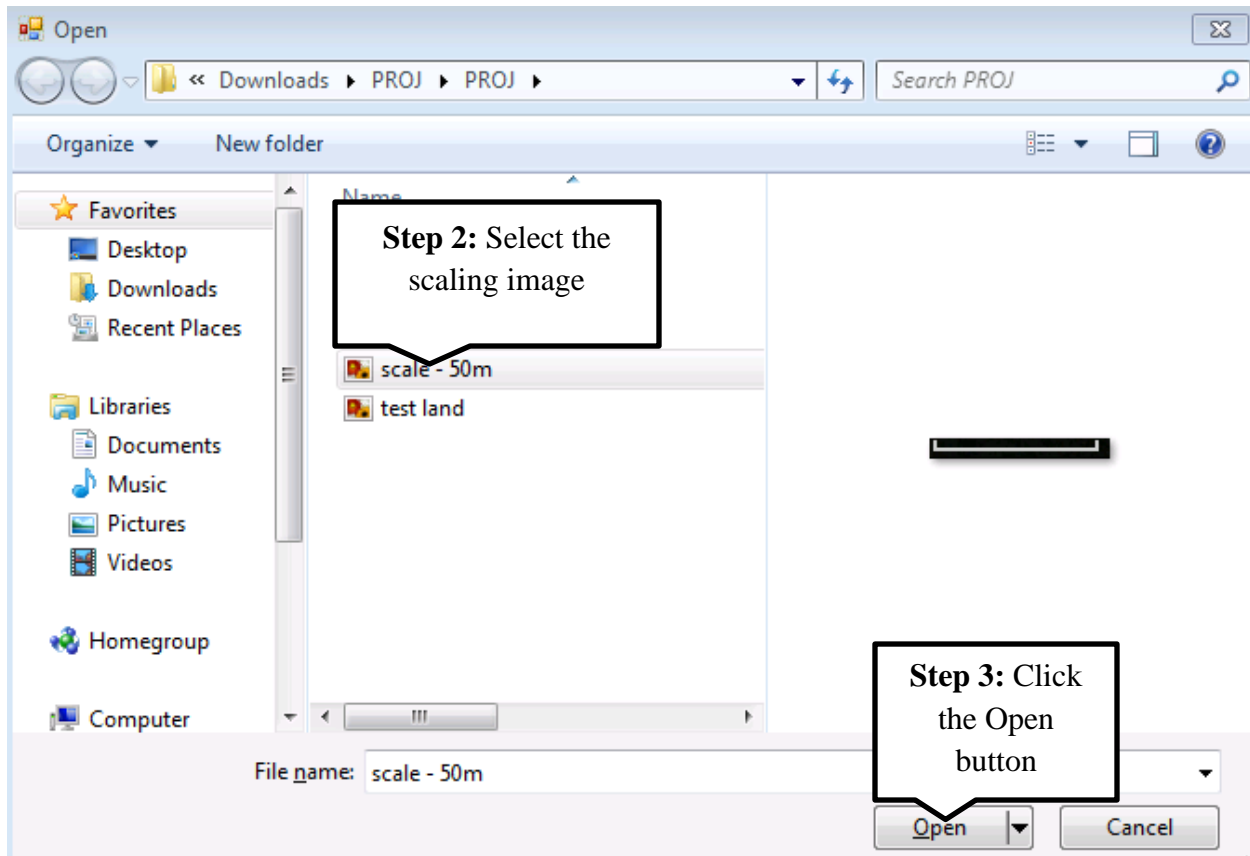 Open
« Downloads ▸ PROJ ▸ PROJ ▸
Search PROJ
Organize ▾ New folder
Name
Favorites
Desktop
Downloads
Recent Places
Libraries
Documents
Music
Pictures
Videos
Homegroup
Computer
Step 2: Select the
scaling image
scale - 50m
test land
Step 3: Click
the Open
button
File name: scale - 50m
Open
Cancel